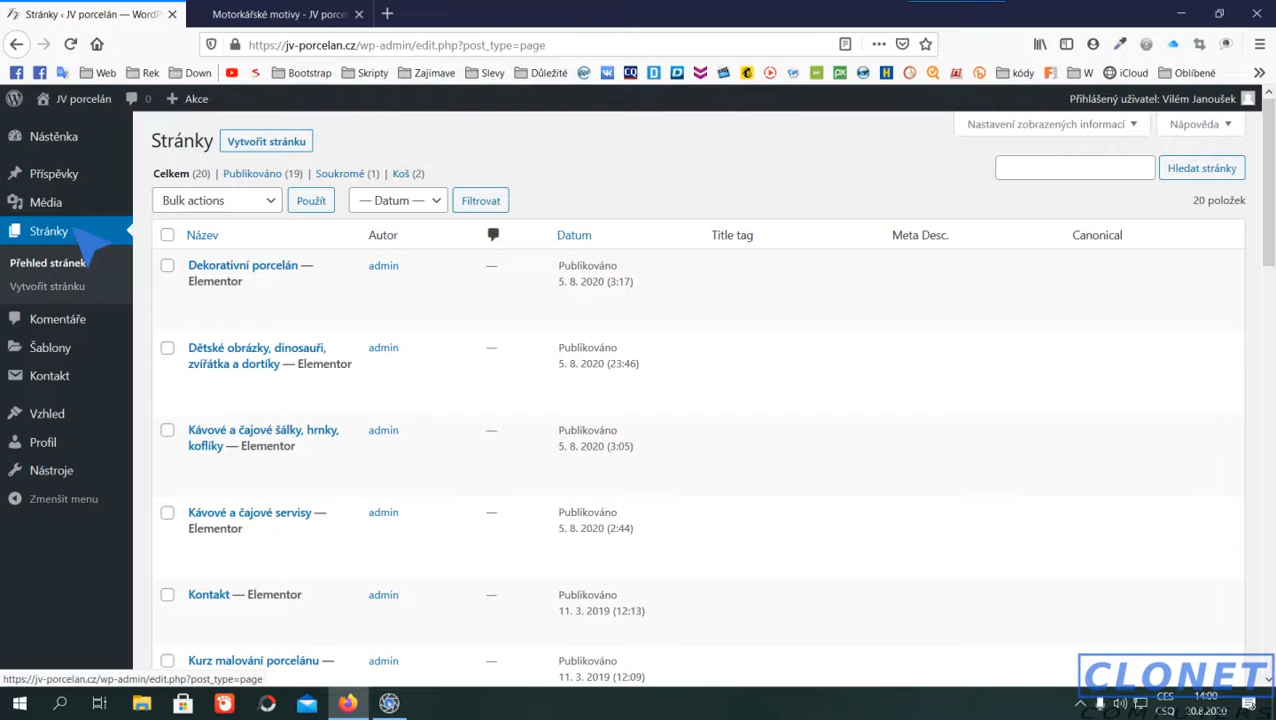 Stránky ‹ JV porcelán — WordP
Motorkářské motivy - JV porce
https://jv-porcelan.cz/wp-admin/edit.php?post_type=page
Web
Rek
Down
Bootstrap
Skripty
Zajimave
Slevy
Důležité
kódy
W
iCloud
Oblíbené
JV porcelán
0
Akce
Přihlášený uživatel: Vilém Janoušek
Nástěnka
Příspěvky
Média
Stránky
Přehled stránek
Vytvořit stránku
Komentáře
Šablony
Kontakt
Vzhled
Profil
Nástroje
Zmenšit menu
Stránky
Vytvořit stránku
Nastavení zobrazených informací
Nápověda
Celkem (20) | Publikováno (19) | Soukromé (1) | Koš (2)
Hledat stránky
Bulk actions
Použít
— Datum —
Filtrovat
20 položek
Název
Autor
Datum
Title tag
Meta Desc.
Canonical
Dekorativní porcelán —
Elementor
admin
—
Publikováno
5. 8. 2020 (3:17)
Dětské obrázky, dinosauři,
zvířátka a dortíky — Elementor
admin
—
Publikováno
5. 8. 2020 (23:46)
Kávové a čajové šálky, hrnky,
koflíky — Elementor
admin
—
Publikováno
5. 8. 2020 (3:05)
Kávové a čajové servisy —
Elementor
admin
—
Publikováno
5. 8. 2020 (2:44)
Kontakt — Elementor
admin
—
Publikováno
11. 3. 2019 (12:13)
Kurz malování porcelánu —
admin
—
Publikováno
11. 3. 2019 (12:09)
https://jv-porcelan.cz/wp-admin/edit.php?post_type=page
CLONET
COMPUTERS
CES
CSQ
14:00
20.8.2020